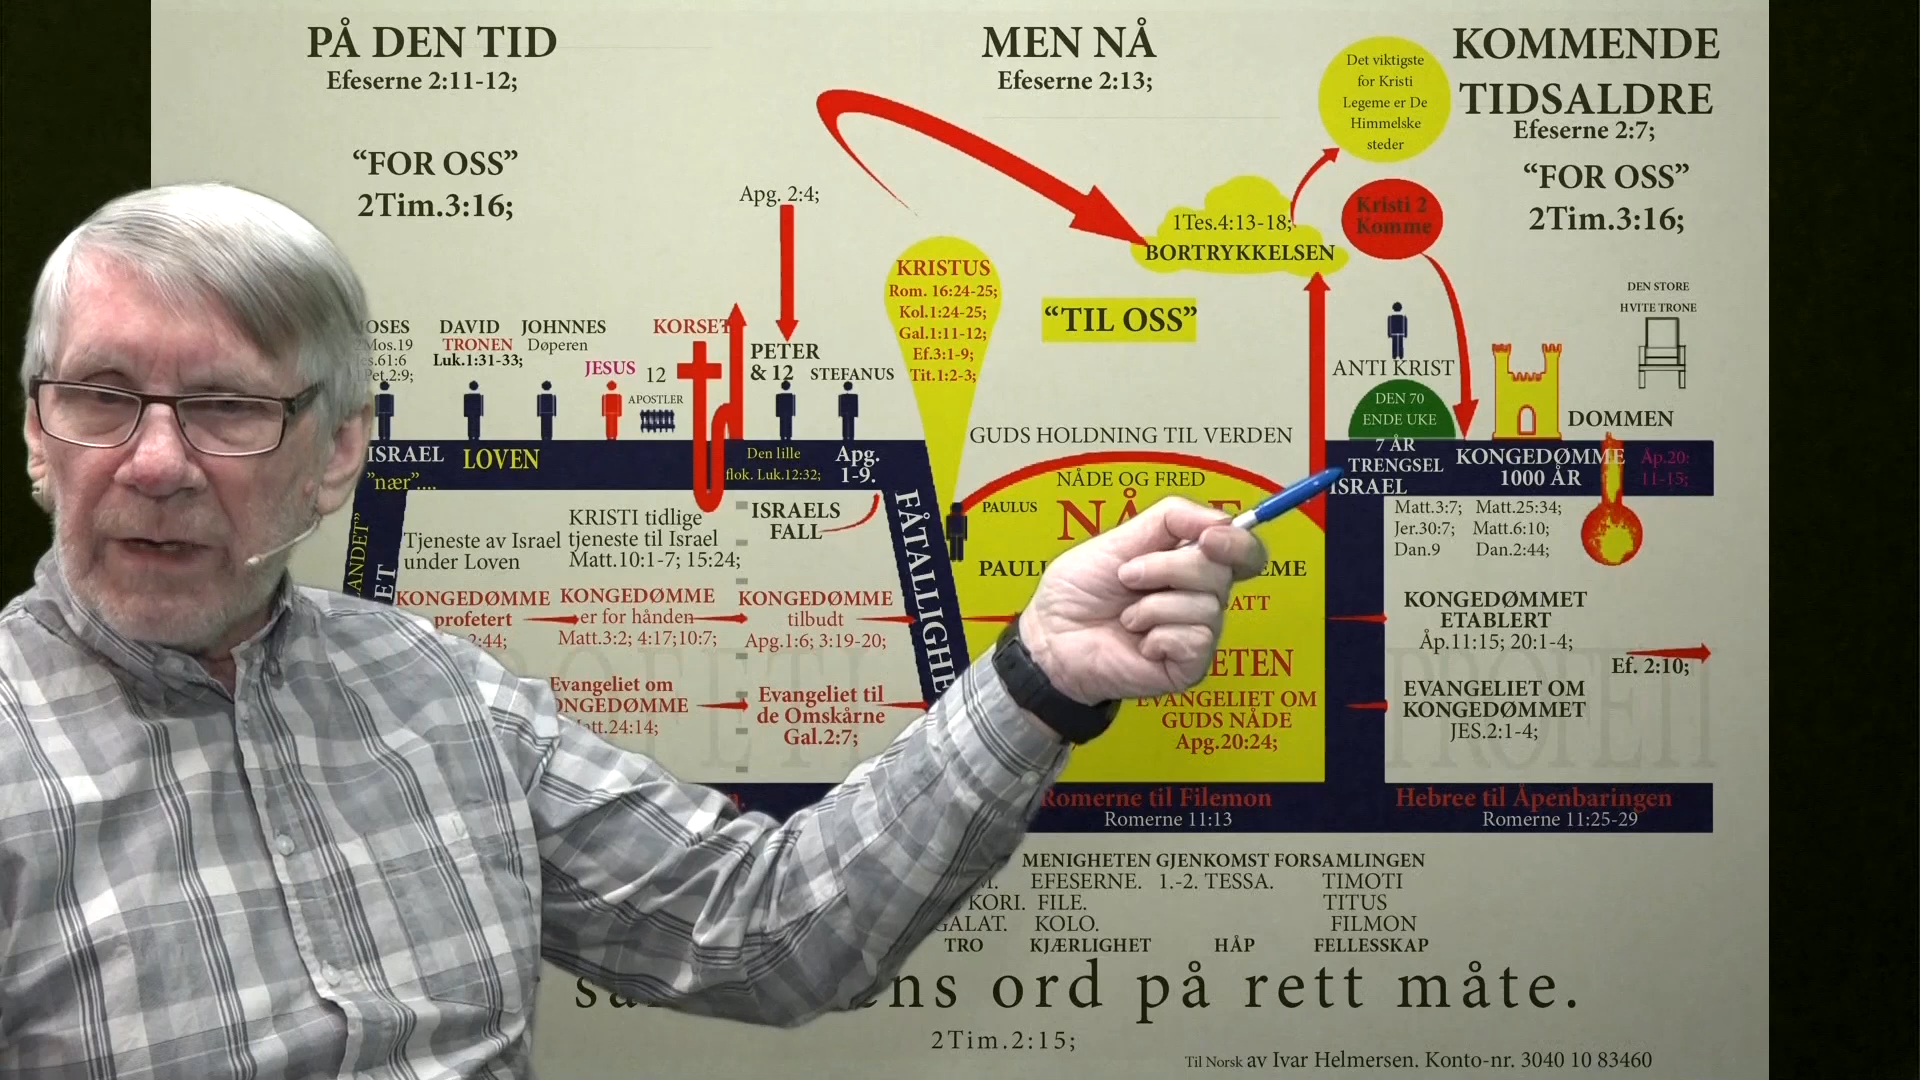 PÅ DEN TID
Efeserne 2:11-12;
“FOR OSS”
2Tim.3:16;
MEN NÅ
Efeserne 2:13;
KOMMENDE
TIDSALDRE
Efeserne 2:7;
“FOR OSS”
2Tim.3:16;
Det viktigste
for Kristi
Legeme er De
Himmelske
steder
Apg. 2:4;
1Tes.4:13-18;
BORTRYKKELSEN
Kristi 2
Komme
KRISTUS
Rom. 16:24-25;
Kol.1:24-25;
Gal.1:11-12;
Ef.3:1-9;
Tit.1:2-3;
“TIL OSS”
DEN STORE
HVITE TRONE
DAVID
TRONEN
Luk.1:31-33;
JOHNNES
Døperen
JESUS
12
APOSTLER
KORSET
PETER
& 12
STEFANUS
ANTI KRIST
DEN 70
ENDE UKE
DOMMEN
GUDS HOLDNING TIL VERDEN
ISRAEL
”nær”....
LOVEN
Den lille
flok. Luk.12:32;
Apg.
1-9.
7 ÅR
TRENGSEL
ISRAEL
KONGEDØMME
1000 ÅR
Åp.20:
11-15;
NÅDE OG FRED
PAULUS
Tjeneste av Israel
under Loven
KRISTI tidlige
tjeneste til Israel
Matt.10:1-7; 15:24;
ISRAELS
FALL
Matt.3:7;
Jer.30:7;
Dan.9
Matt.25:34;
Matt.6:10;
Dan.2:44;
KONGEDØMME
profetert
KONGEDØMME
er for hånden
Matt.3:2; 4:17;10:7;
KONGEDØMME
tilbudt
Apg.1:6; 3:19-20;
KONGEDØMMET
ETABLERT
Åp.11:15; 20:1-4;
Ef. 2:10;
Evangeliet om
Evangeliet til
de Omskårne
Gal.2:7;
EVANGELIET OM
GUDS NÅDE
Apg.20:24;
EVANGELIET OM
KONGEDØMMET
JES.2:1-4;
Romerne til Filemon
Romerne 11:13
Hebree til Åpenbaringen
Romerne 11:25-29
MENIGHETEN GJENKOMST FORSAMLINGEN
EFESERNE. 1.-2. TESSA. TIMOTI
KORI. FILE. TITUS
GALAT. KOLO. FILMON
TRO KJÆRLIGHET HÅP FELLESSKAP
ord på rett måte.
2Tim.2:15;
Til Norsk av Ivar Helmersen. Konto-nr. 3040 10 83460